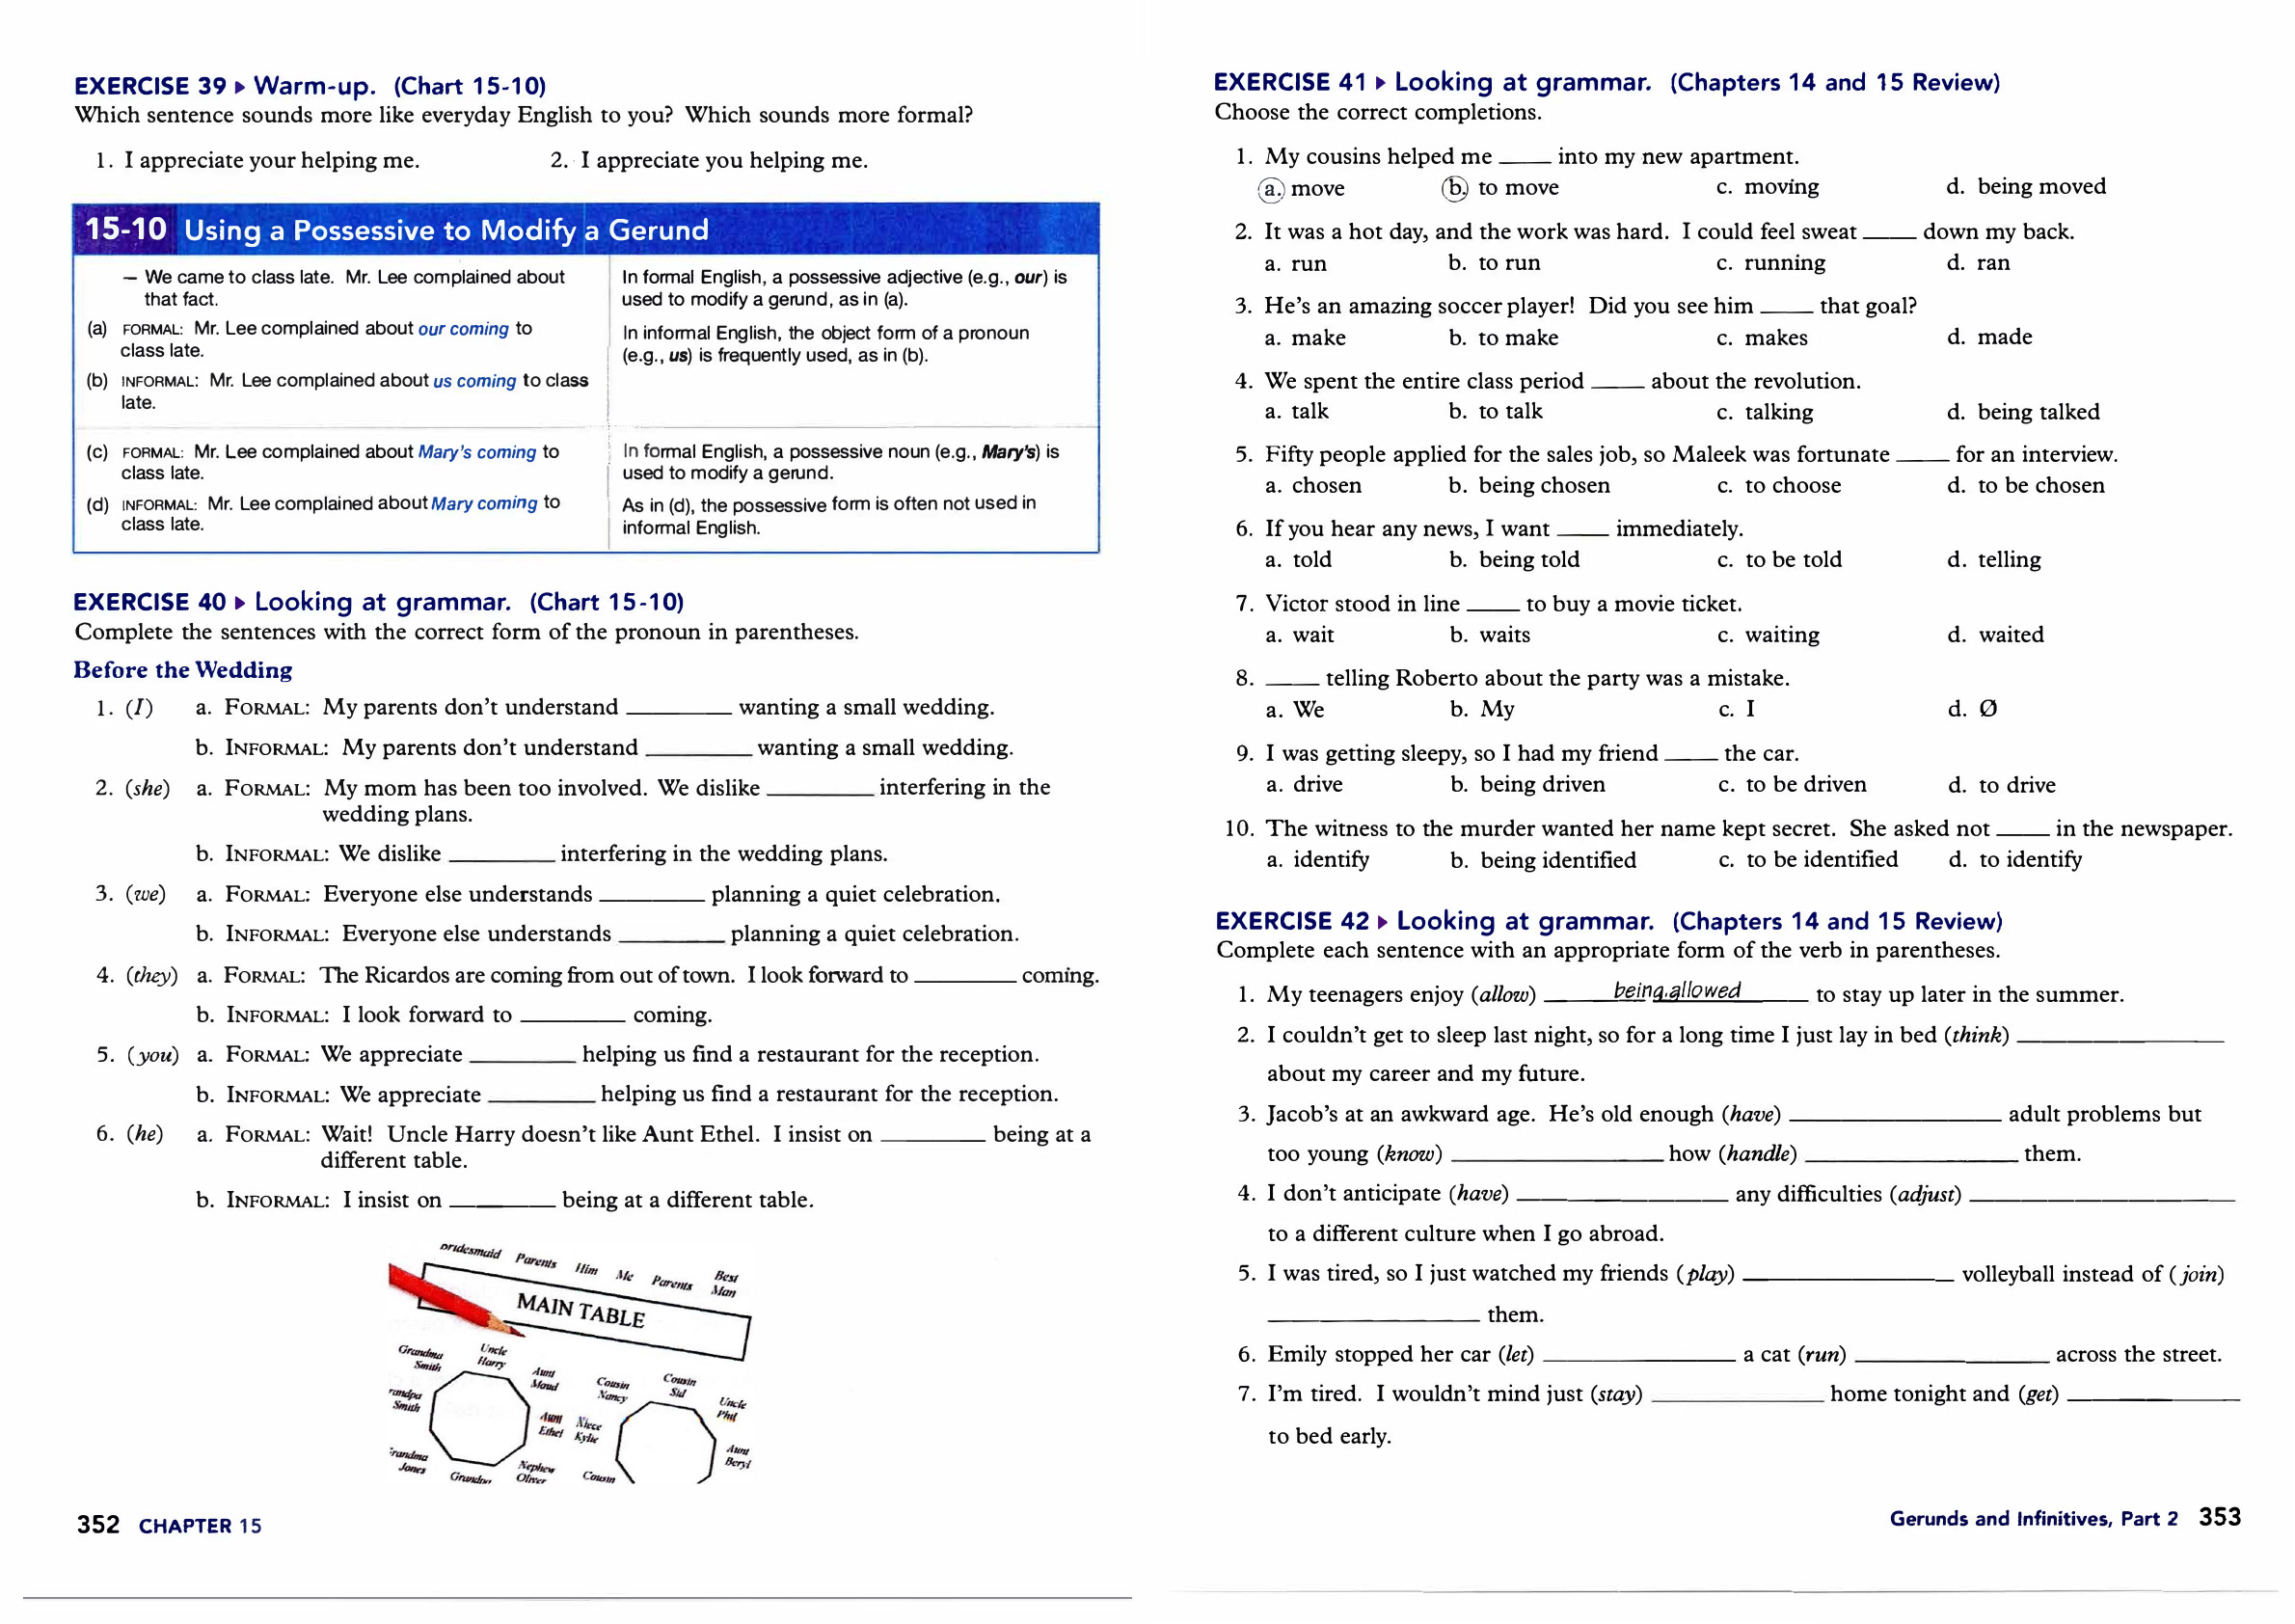 EXERCISE 39 ▸ Warm-up. (Chart 15-10)
Which sentence sounds more like everyday English to you? Which sounds more formal?
1. I appreciate your helping me. 2. I appreciate you helping me.
15-10 Using a Possessive to Modify a Gerund
— We came to class late. Mr. Lee complained about
that fact.
(a) FORMAL: Mr. Lee complained about our coming to
class late.
(b) INFORMAL: Mr. Lee complained about us coming to class
late.
In formal English, a possessive adjective (e.g., our) is
used to modify a gerund, as in (a).
In informal English, the object form of a pronoun
(e.g., us) is frequently used, as in (b).
(c) FORMAL: Mr. Lee complained about Mary's coming to
class late.
(d) INFORMAL: Mr. Lee complained about Mary coming to
class late.
In formal English, a possessive noun (e.g., Mary's) is
used to modify a gerund.
As in (d), the possessive form is often not used in
informal English.
EXERCISE 40 ▸ Looking at grammar. (Chart 15-10)
Complete the sentences with the correct form of the pronoun in parentheses.
Before the Wedding
1. (I) a. FORMAL: My parents don't understand ________ wanting a small wedding.
b. INFORMAL: My parents don't understand ________ wanting a small wedding.
2. (she) a. FORMAL: My mom has been too involved. We dislike ________ interfering in the
wedding plans.
b. INFORMAL: We dislike ________ interfering in the wedding plans.
3. (we) a. FORMAL: Everyone else understands ________ planning a quiet celebration.
b. INFORMAL: Everyone else understands ________ planning a quiet celebration.
4. (they) a. FORMAL: The Ricardos are coming from out of town. I look forward to ________ coming.
b. INFORMAL: I look forward to ________ coming.
5. (you) a. FORMAL: We appreciate ________ helping us find a restaurant for the reception.
b. INFORMAL: We appreciate ________ helping us find a restaurant for the reception.
6. (he) a. FORMAL: Wait! Uncle Harry doesn't like Aunt Ethel. I insist on ________ being at a
different table.
b. INFORMAL: I insist on ________ being at a different table.
Parents Him Me Parents Best
Man
MAIN TABLE
Grandma
Smith
Uncle
Harry
Aunt
Maud
Cousin
Nancy
Cousin
Sid
Uncle
Phil
Smith
Aunt
Ethel
Niece
Kylie
Aunt
Beryl
Jones
Nephew
Oliver
Cousin
352 CHAPTER 15
EXERCISE 41 ▸ Looking at grammar. (Chapters 14 and 15 Review)
Choose the correct completions.
1. My cousins helped me ____ into my new apartment.
a. move b. to move c. moving d. being moved
2. It was a hot day, and the work was hard. I could feel sweat ____ down my back.
a. run b. to run c. running d. ran
3. He's an amazing soccer player! Did you see him ____ that goal?
a. make b. to make c. makes d. made
4. We spent the entire class period ____ about the revolution.
a. talk b. to talk c. talking d. being talked
5. Fifty people applied for the sales job, so Maleek was fortunate ____ for an interview.
a. chosen b. being chosen c. to choose d. to be chosen
6. If you hear any news, I want ____ immediately.
a. told b. being told c. to be told d. telling
7. Victor stood in line ____ to buy a movie ticket.
a. wait b. waits c. waiting d. waited
8. ____ telling Roberto about the party was a mistake.
a. We b. My c. I d. Ø
9. I was getting sleepy, so I had my friend ____ the car.
a. drive b. being driven c. to be driven d. to drive
10. The witness to the murder wanted her name kept secret. She asked not ____ in the newspaper.
a. identify b. being identified c. to be identified d. to identify
EXERCISE 42 ▸ Looking at grammar. (Chapters 14 and 15 Review)
Complete each sentence with an appropriate form of the verb in parentheses.
1. My teenagers enjoy (allow) being allowed to stay up later in the summer.
2. I couldn't get to sleep last night, so for a long time I just lay in bed (think) ________
about my career and my future.
3. Jacob's at an awkward age. He's old enough (have) ________ adult problems but
too young (know) ________ how (handle) ________ them.
4. I don't anticipate (have) ________ any difficulties (adjust) ________
to a different culture when I go abroad.
5. I was tired, so I just watched my friends (play) ________ volleyball instead of (join)
________ them.
6. Emily stopped her car (let) ________ a cat (run) ________ across the street.
7. I'm tired. I wouldn't mind just (stay) ________ home tonight and (get) ________
to bed early.
Gerunds and Infinitives, Part 2 353